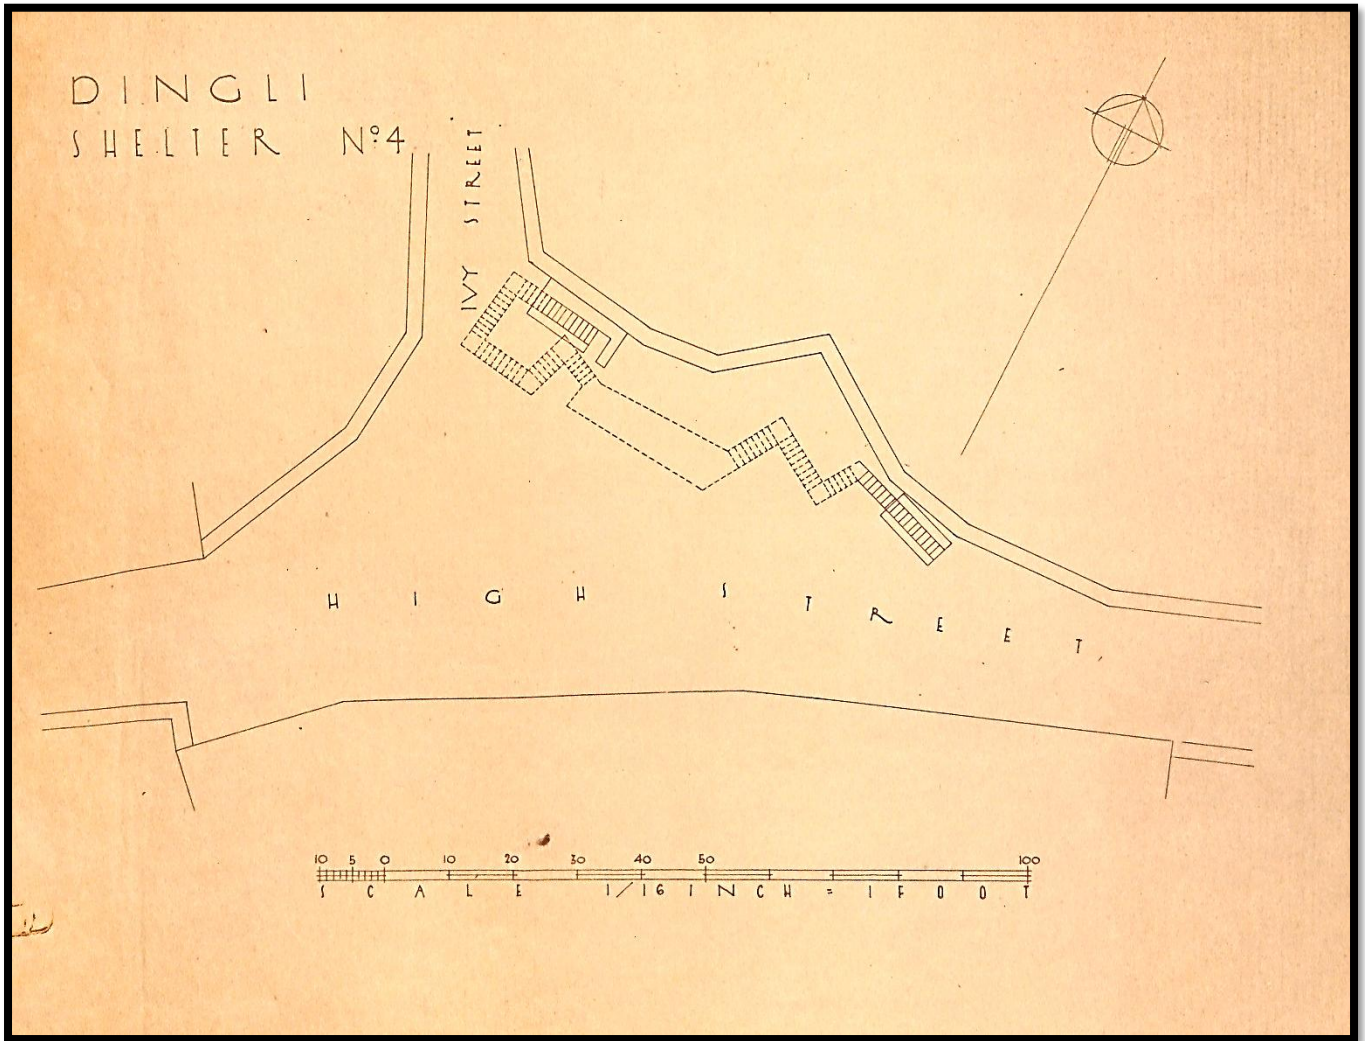 DINGLI
SHELTER Nº4
IVY STREET
HIGH STREET
10 5 0 10 20 30 40 50 100
SCALE 1/16 INCH = 1 FOOT